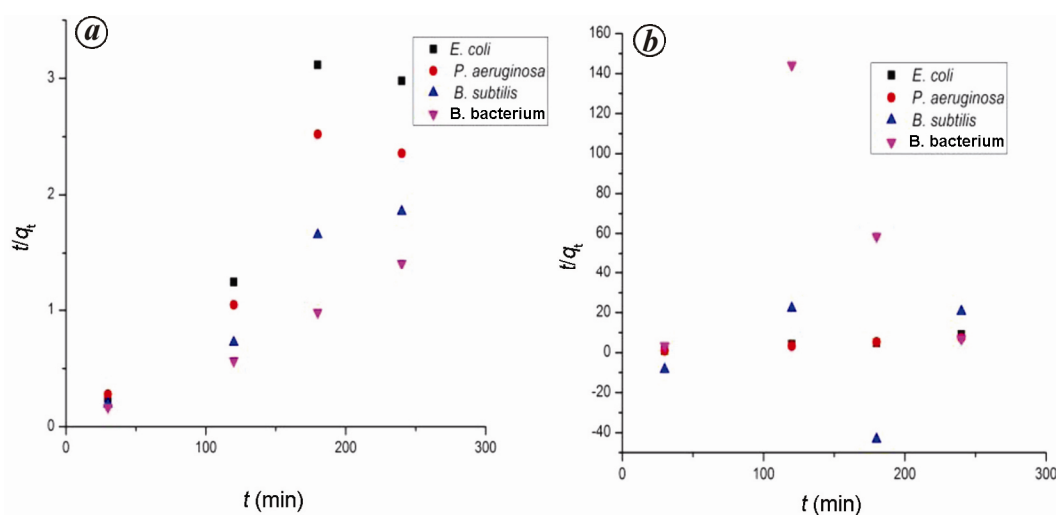 a
E. coli
P. aeruginosa
B. subtilis
B. bacterium
3
2
1
0
t/qt
0
100
200
300
t (min)
b
E. coli
P. aeruginosa
B. subtilis
B. bacterium
160
140
120
100
80
60
40
20
0
-20
-40
t/qt
0
100
200
300
t (min)